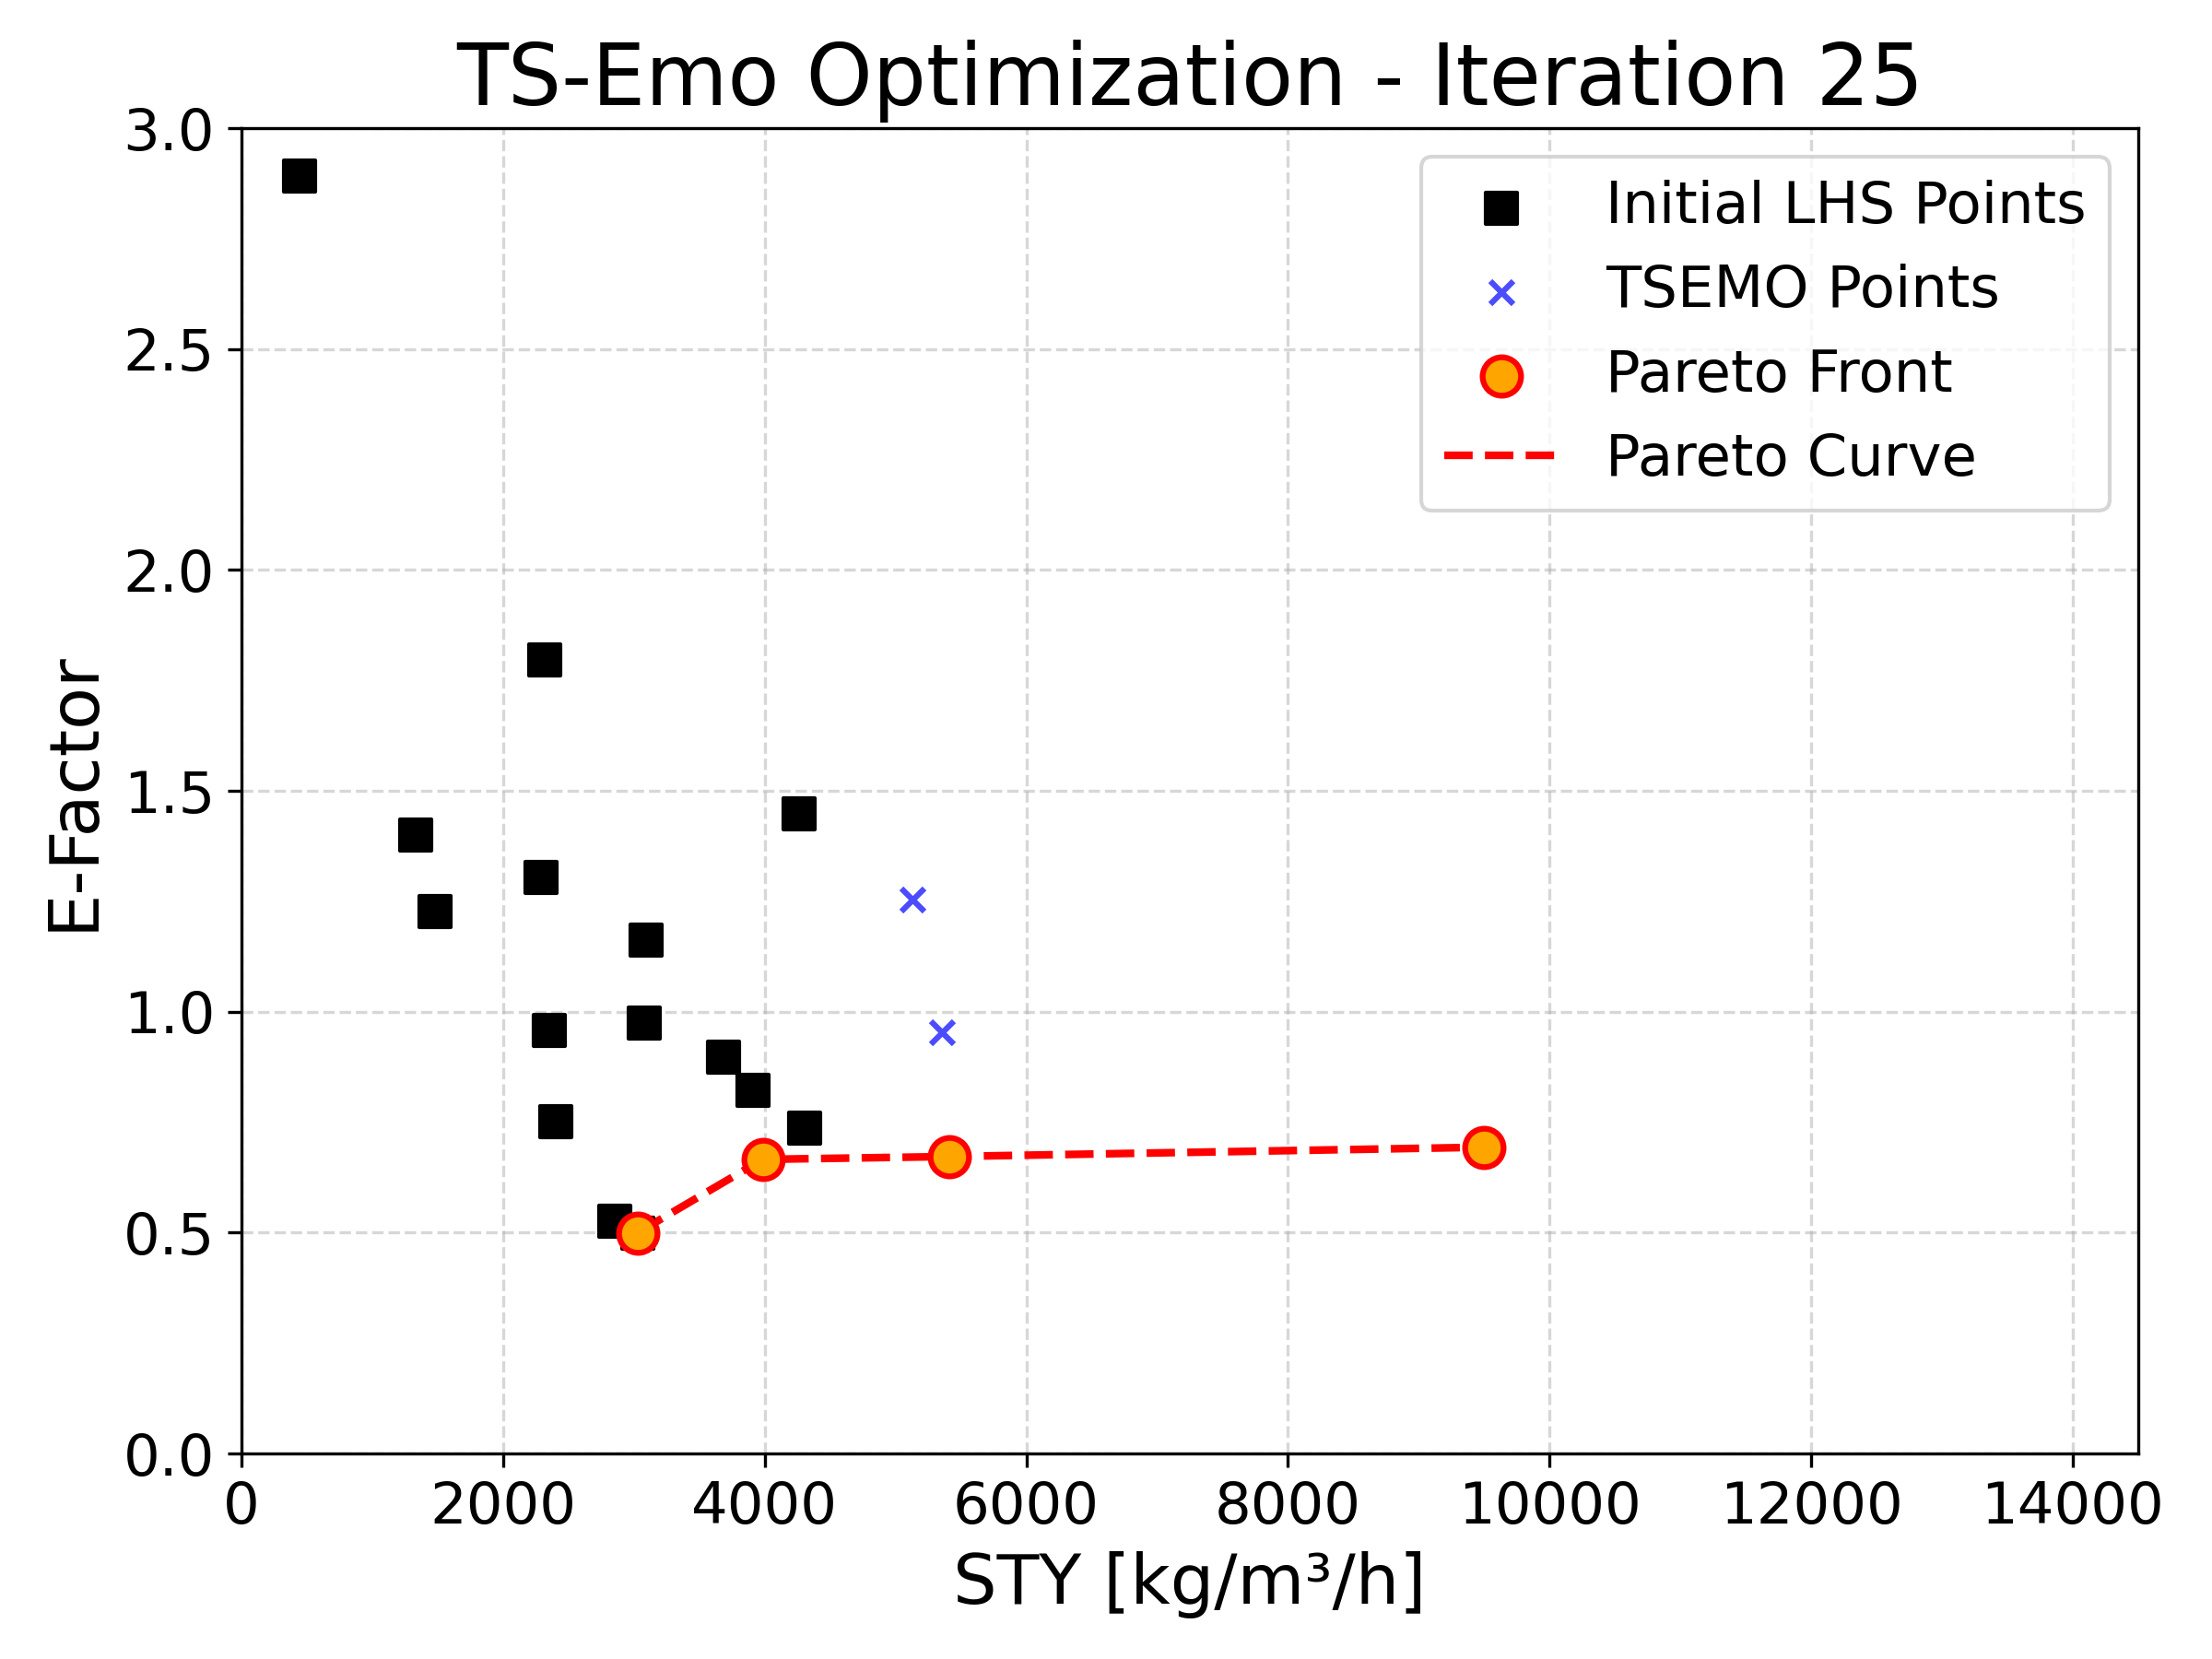 TS-Emo Optimization - Iteration 25
3.0
2.5
2.0
1.5
1.0
0.5
0.0
E-Factor
Initial LHS Points
TSEMO Points
Pareto Front
Pareto Curve
0 2000 4000 6000 8000 10000 12000 14000
STY [kg/m³/h]